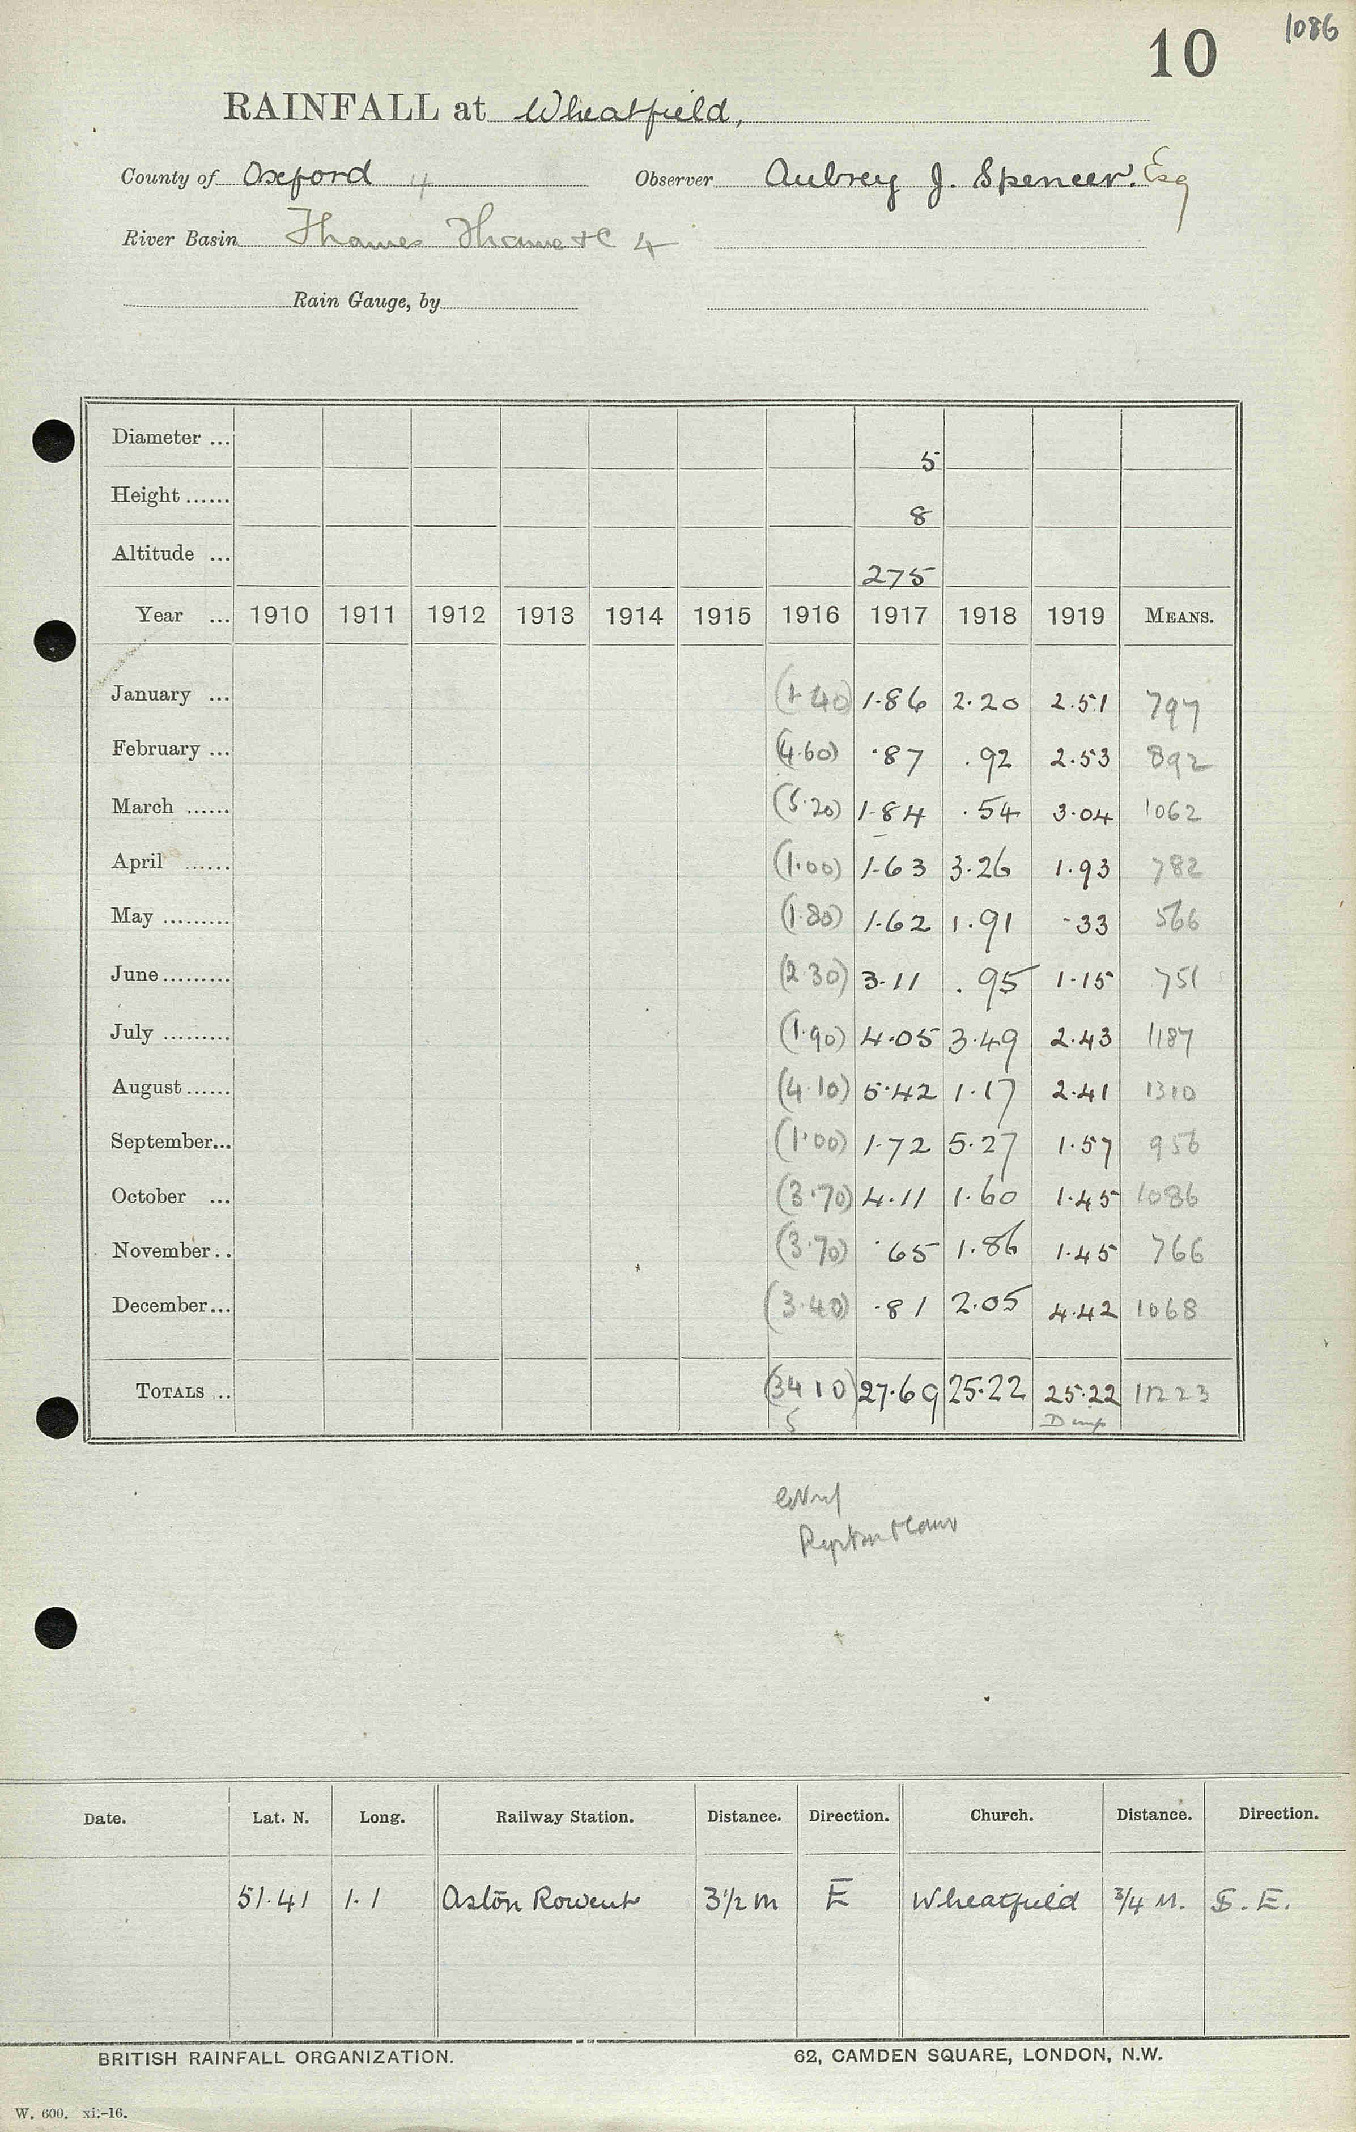 1086
10
RAINFALL at Wheatfield,
County of Oxford 4 Observer Aubrey J. Spencer. Esq
River Basin Thames Thame &c 4
Rain Gauge, by
Diameter ... 5
Height ...... 8
Altitude ... 275
Year ... 1910 1911 1912 1913 1914 1915 1916 1917 1918 1919 MEANS.
January ... (1.40) 1.86 2.20 2.51 797
February ... (4.60) .87 .92 2.53 892
March ...... (5.20) 1.84 .54 3.04 1062
April ...... (1.00) 1.63 3.26 1.93 782
May ......... (1.80) 1.62 1.91 .33 566
June ......... (2.30) 3.11 .95 1.15 751
July ......... (1.90) 4.05 3.49 2.43 1187
August ...... (4.10) 5.42 1.17 2.41 1310
September... (1.00) 1.72 5.27 1.57 956
October ... (3.70) 4.11 1.60 1.45 1086
November.. (3.70) .65 1.86 1.45 766
December... (3.40) .81 2.05 4.42 1068
TOTALS .. (34 10) 27.69 25.22 25.22 11223
5
Date. Lat. N. Long. Railway Station. Distance. Direction. Church. Distance. Direction.
51.41 1.1 Aston Rowent 3 1/2 m E Wheatfield 3/4 M. S.E.
BRITISH RAINFALL ORGANIZATION. 62, CAMDEN SQUARE, LONDON, N.W.
W. 600. xi.-16.